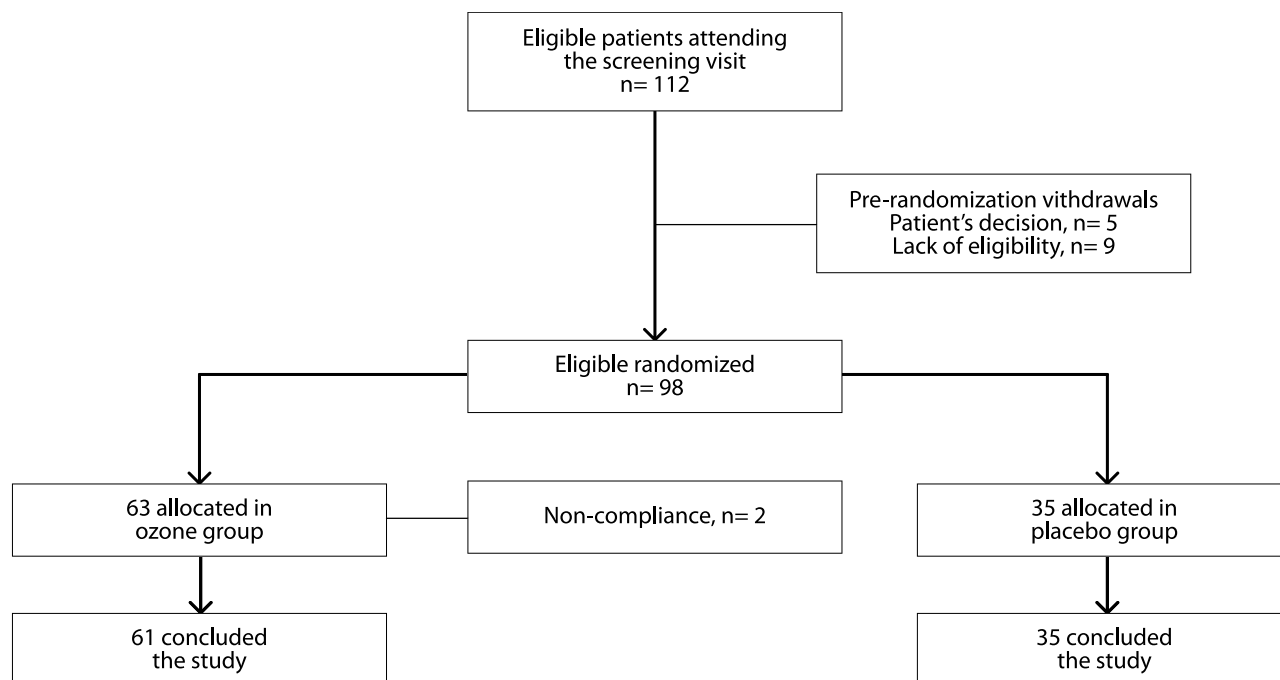 Eligible patients attending
the screening visit
n= 112
Pre-randomization vithdrawals
Patient's decision, n= 5
Lack of eligibility, n= 9
Eligible randomized
n= 98
63 allocated in
ozone group
Non-compliance, n= 2
35 allocated in
placebo group
61 concluded
the study
35 concluded
the study